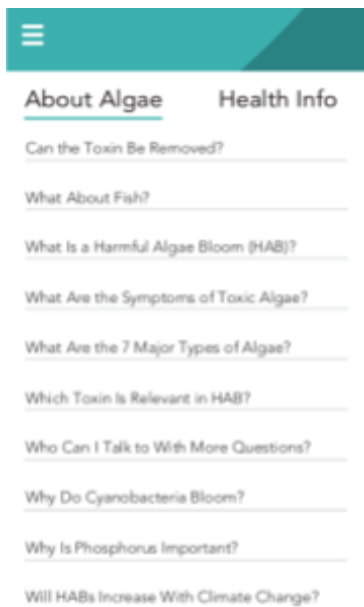 About Algae
Health Info
Can the Toxin Be Removed?
What About Fish?
What Is a Harmful Algae Bloom (HAB)?
What Are the Symptoms of Toxic Algae?
What Are the 7 Major Types of Algae?
Which Toxin Is Relevant in HAB?
Who Can I Talk to With More Questions?
Why Do Cyanobacteria Bloom?
Why Is Phosphorus Important?
Will HABs Increase With Climate Change?